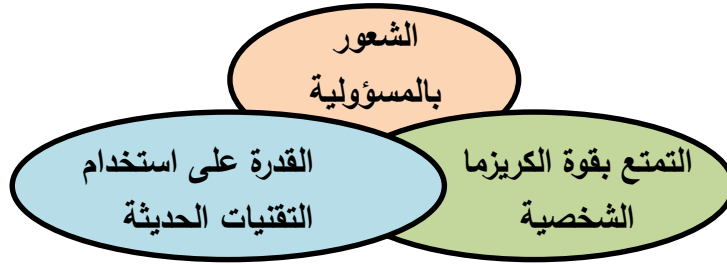 الشعور
بالمسؤولية
التمتع بقوة الكريزما
الشخصية
القدرة على استخدام
التقنيات الحديثة